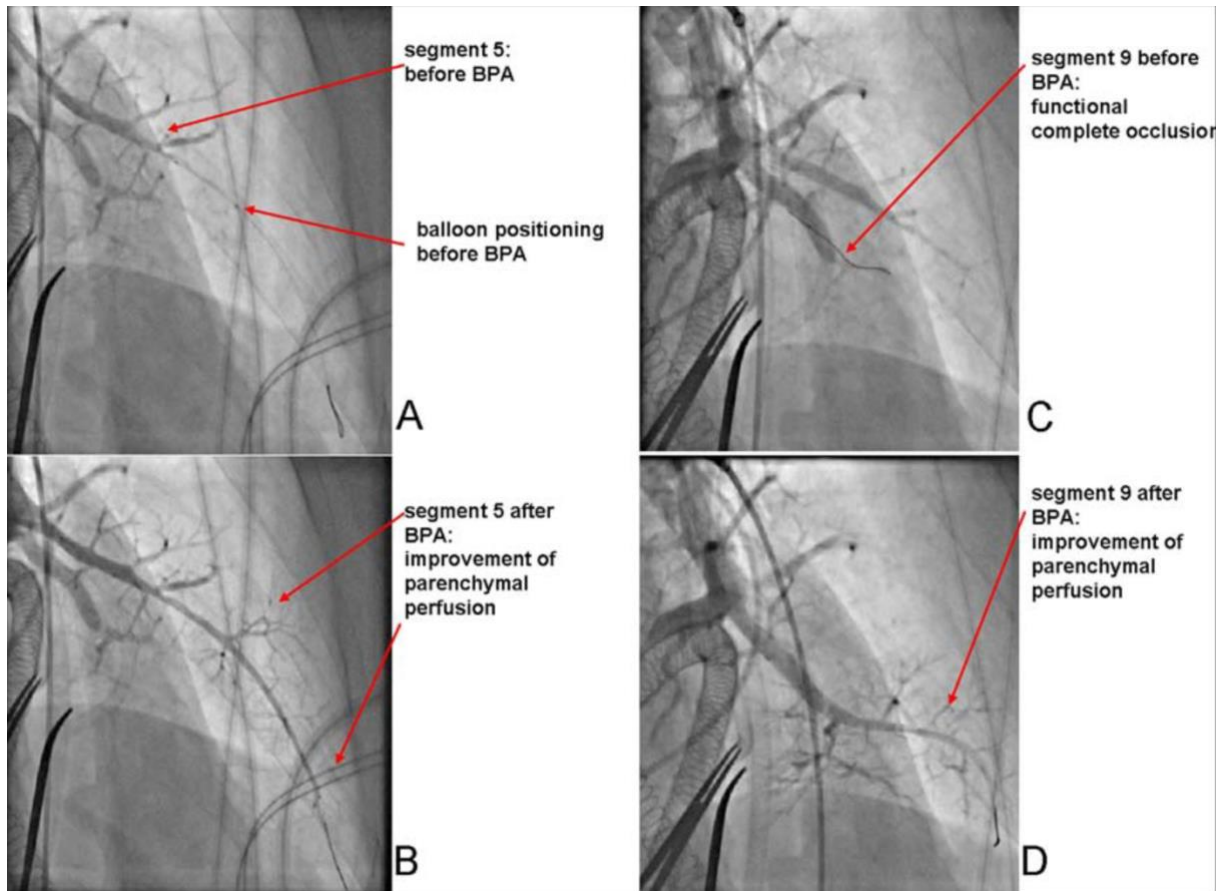 segment 5:
before BPA
balloon positioning
before BPA
A
segment 5 after
BPA:
improvement of
parenchymal
perfusion
B
segment 9 before
BPA:
functional
complete occlusion
C
segment 9 after
BPA:
improvement of
parenchymal
perfusion
D